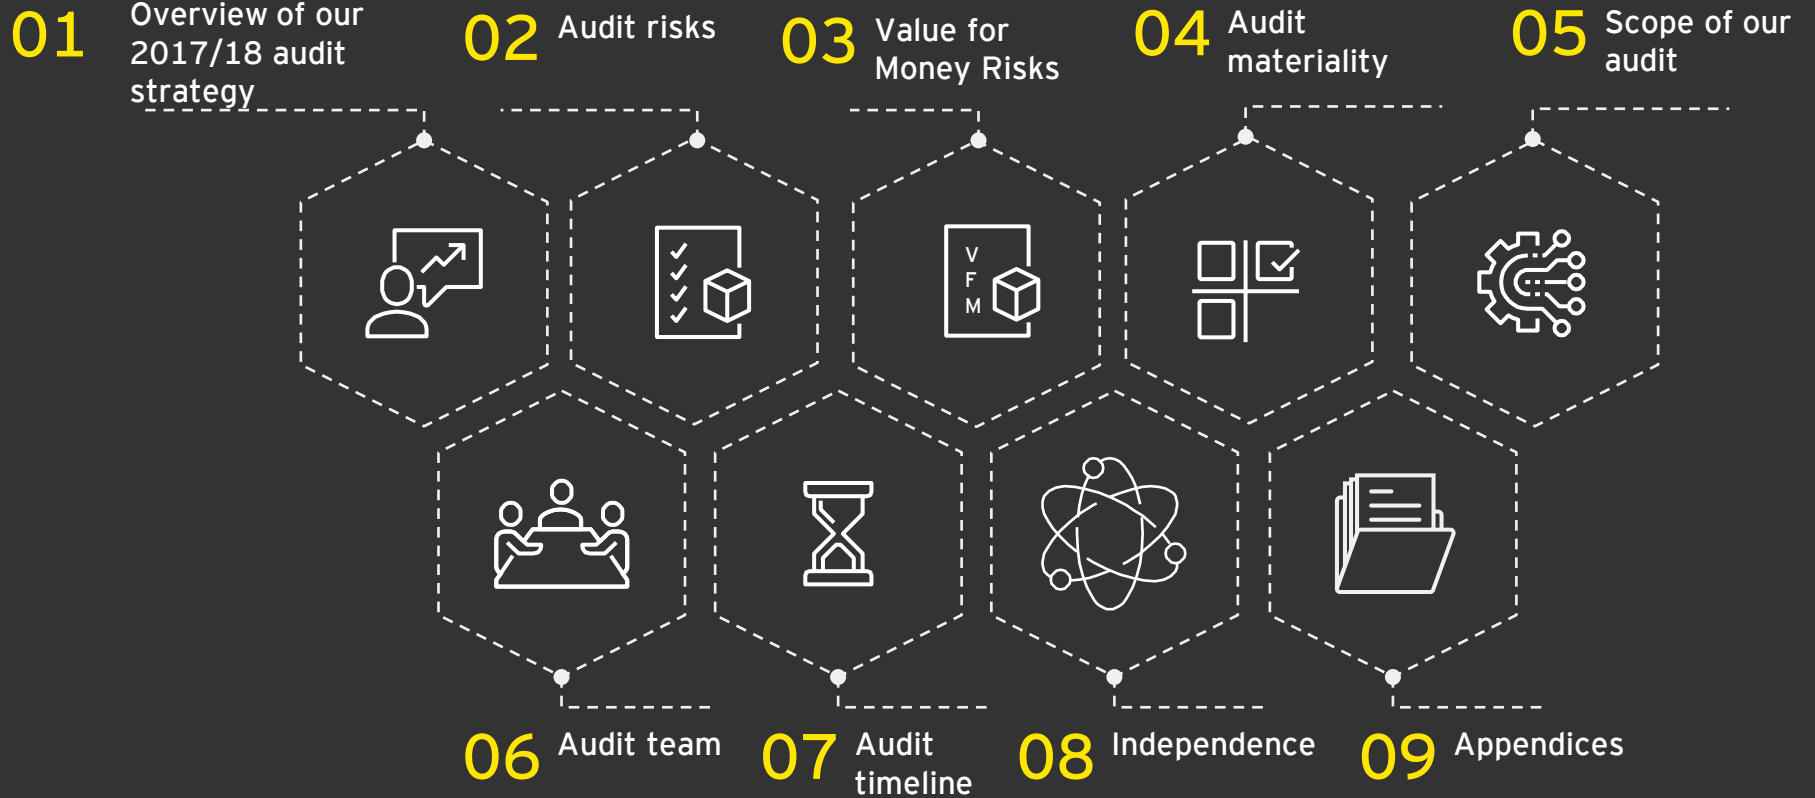 01
Overview of our
2017/18 audit
strategy
02
Audit risks
03
Value for
Money Risks
04
Audit
materiality
05
Scope of our
audit
V
F
M
06
Audit team
07
Audit
timeline
08
Independence
09
Appendices